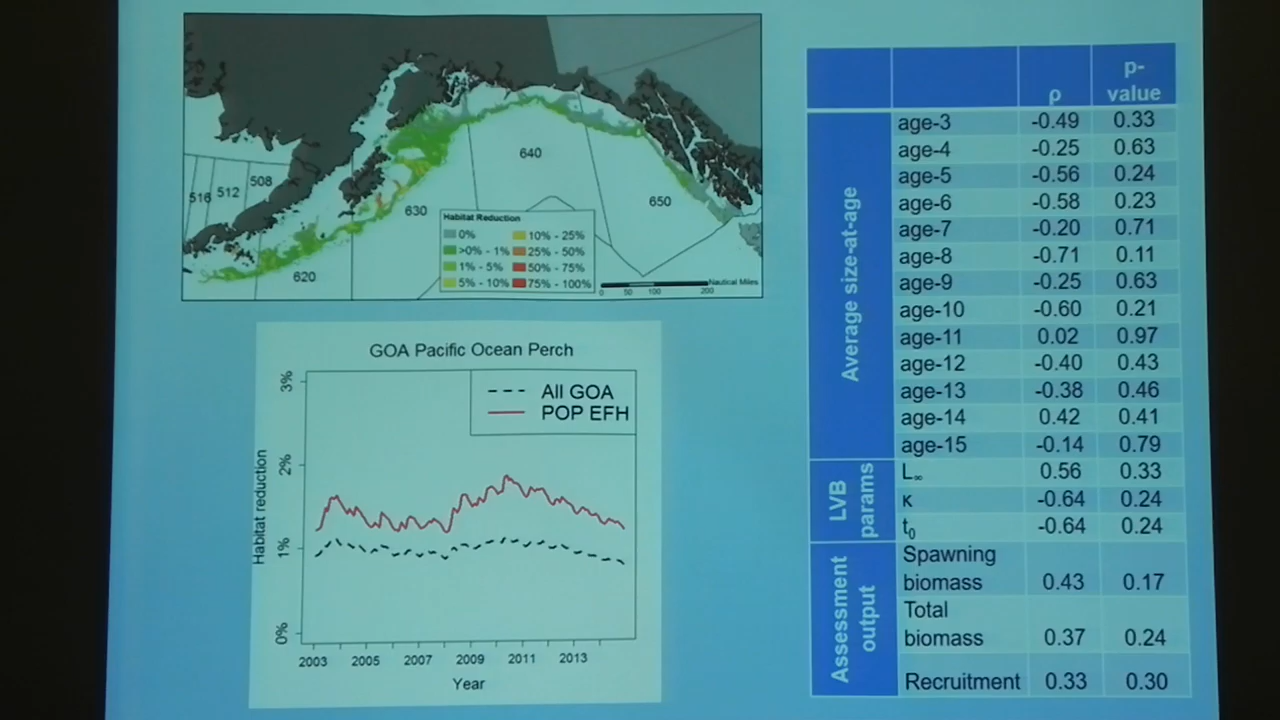 516
512
508
620
630
640
650
Habitat Reduction
0%
>0% - 1%
1% - 5%
5% - 10%
10% - 25%
25% - 50%
50% - 75%
75% - 100%
0 50 100 200
Nautical Miles
GOA Pacific Ocean Perch
All GOA
POP EFH
Habitat reduction
3%
2%
1%
0%
2003 2005 2007 2009 2011 2013
Year
ρ p-value
Average size-at-age
age-3 -0.49 0.33
age-4 -0.25 0.63
age-5 -0.56 0.24
age-6 -0.58 0.23
age-7 -0.20 0.71
age-8 -0.71 0.11
age-9 -0.25 0.63
age-10 -0.60 0.21
age-11 0.02 0.97
age-12 -0.40 0.43
age-13 -0.38 0.46
age-14 0.42 0.41
age-15 -0.14 0.79
LVB params
L∞ 0.56 0.33
κ -0.64 0.24
t0 -0.64 0.24
Assessment output
Spawning biomass 0.43 0.17
Total biomass 0.37 0.24
Recruitment 0.33 0.30